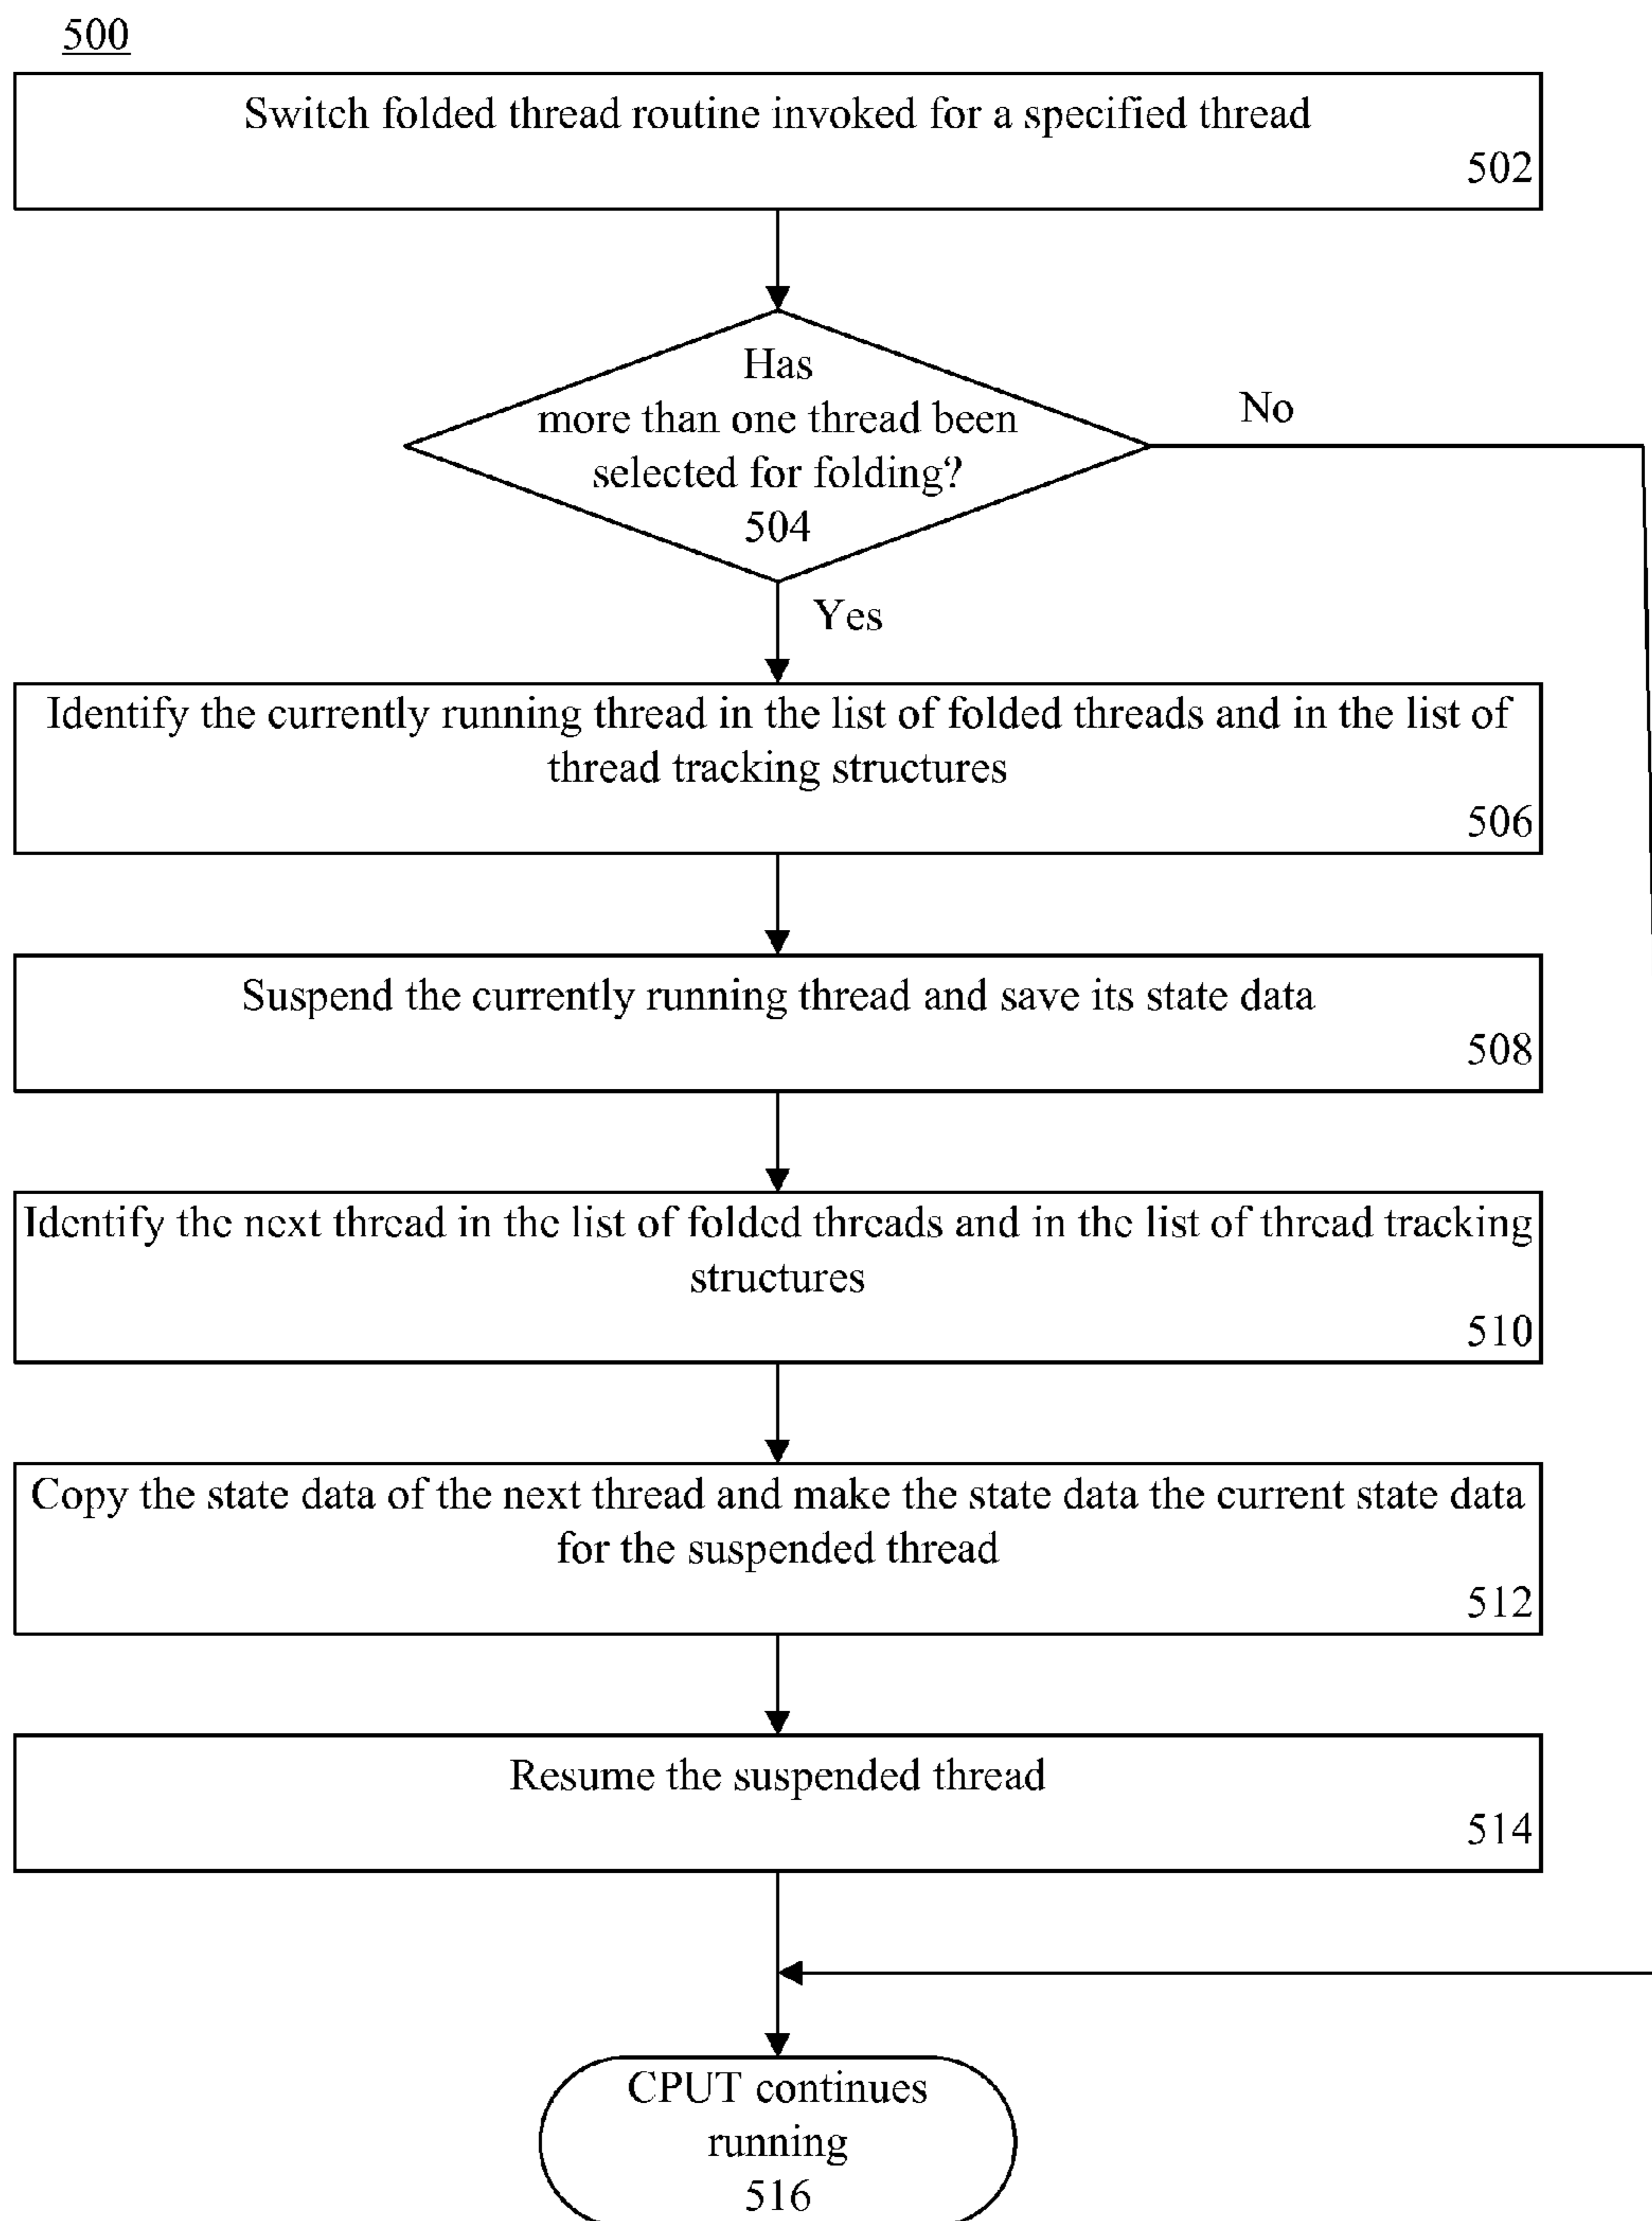 500
Switch folded thread routine invoked for a specified thread
502
Has
more than one thread been
selected for folding?
504
No
Yes
Identify the currently running thread in the list of folded threads and in the list of
thread tracking structures
506
Suspend the currently running thread and save its state data
508
Identify the next thread in the list of folded threads and in the list of thread tracking
structures
510
Copy the state data of the next thread and make the state data the current state data
for the suspended thread
512
Resume the suspended thread
514
CPUT continues
running
516